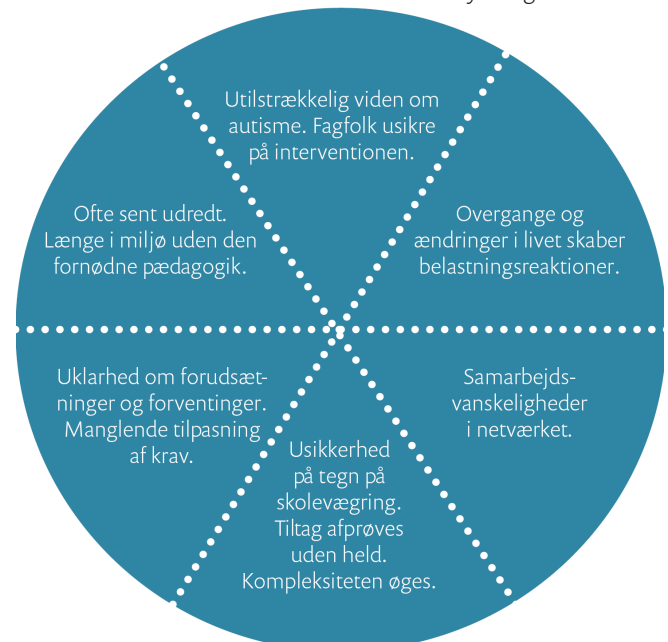 Utilstrækkelig viden om
autisme. Fagfolk usikre
på interventionen.
Overgange og
ændringer i livet skaber
belastningsreaktioner.
Samarbejds-
vanskeligheder
i netværket.
Usikkerhed
på tegn på
skolevægring.
Tiltag afprøves
uden held.
Kompleksiteten øges.
Uklarhed om forudsæt-
ninger og forventinger.
Manglende tilpasning
af krav.
Ofte sent udredt.
Længe i miljø uden den
fornødne pædagogik.